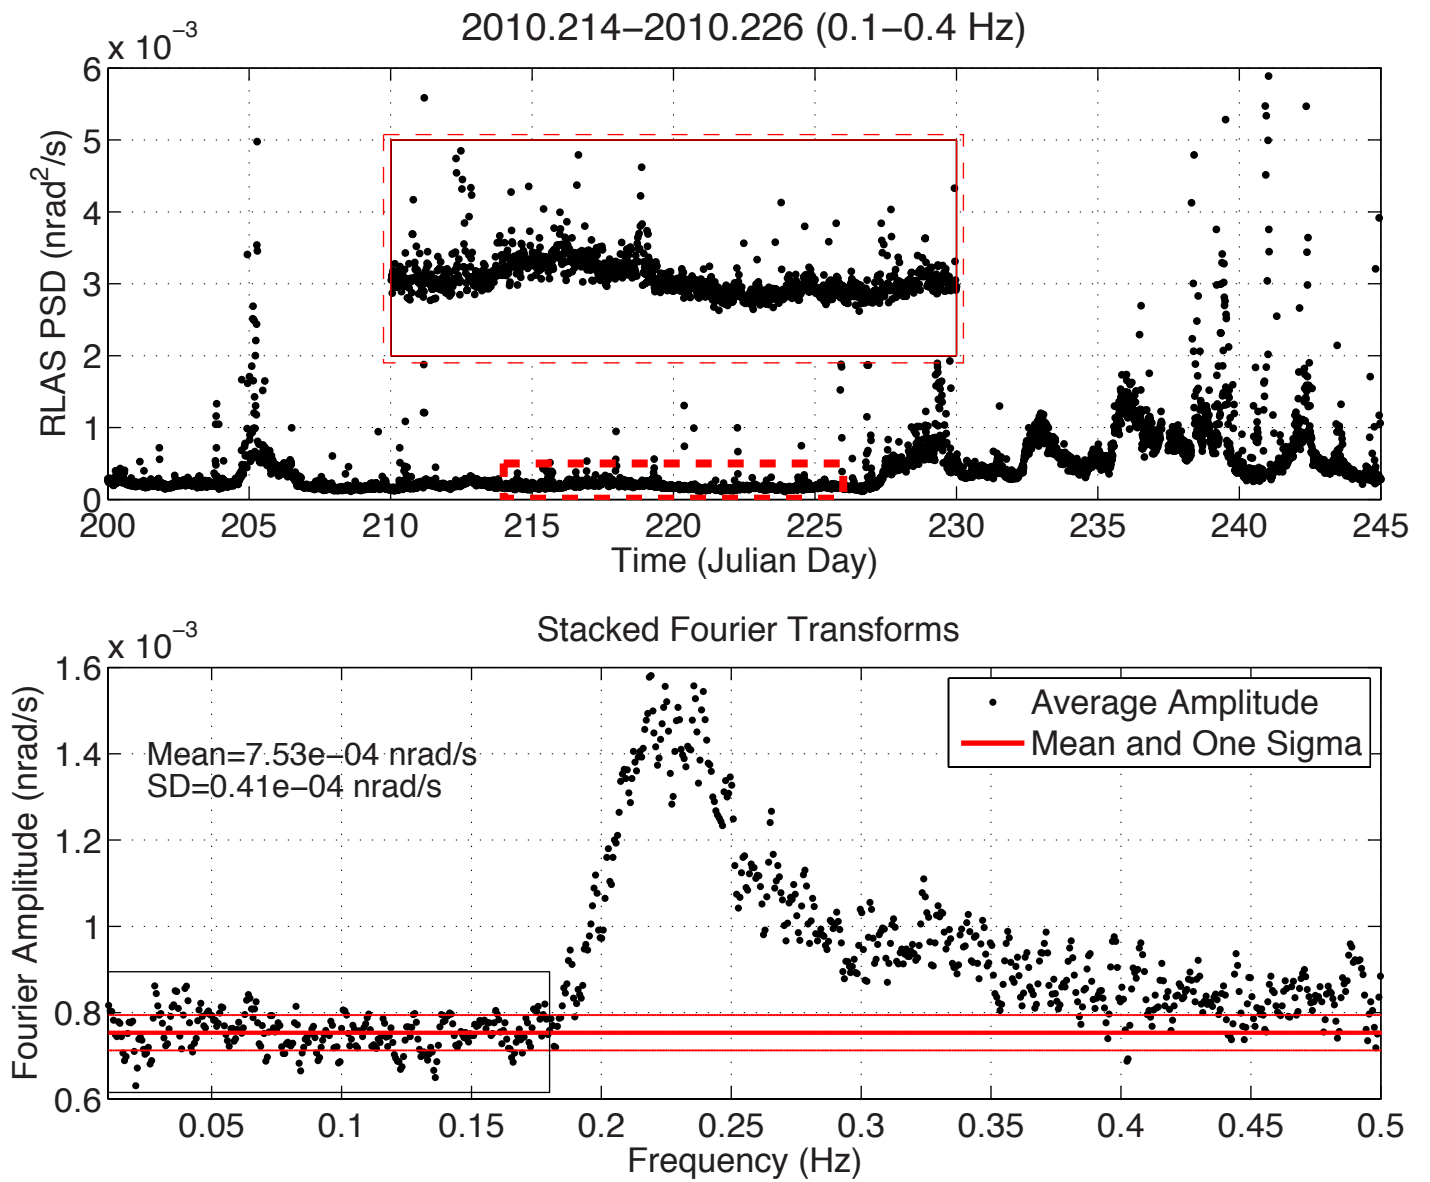 2010.214−2010.226 (0.1−0.4 Hz)
x 10−3
6
5
4
3
2
1
0
RLAS PSD (nrad2/s)
200 205 210 215 220 225 230 235 240 245
Time (Julian Day)
Stacked Fourier Transforms
x 10−3
1.6
1.4
1.2
1
0.8
0.6
Fourier Amplitude (nrad/s)
Mean=7.53e−04 nrad/s
SD=0.41e−04 nrad/s
Average Amplitude
Mean and One Sigma
0.05 0.1 0.15 0.2 0.25 0.3 0.35 0.4 0.45 0.5
Frequency (Hz)